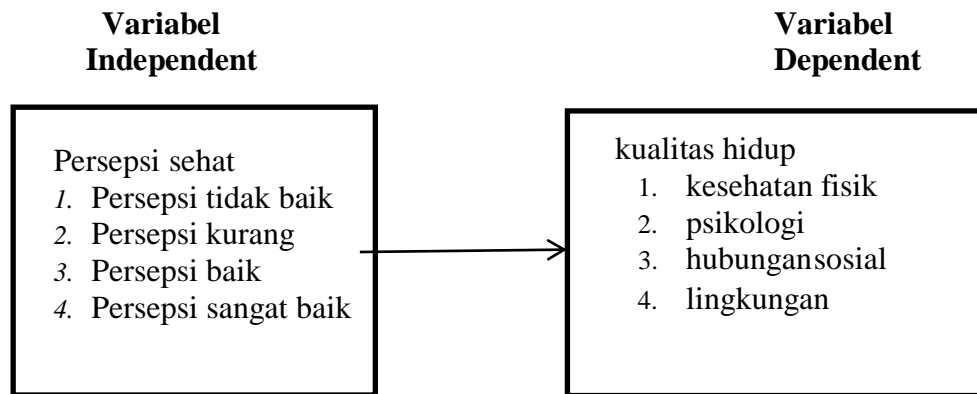 Variabel
Independent
Variabel
Dependent
Persepsi sehat
1. Persepsi tidak baik
2. Persepsi kurang
3. Persepsi baik
4. Persepsi sangat baik
kualitas hidup
1. kesehatan fisik
2. psikologi
3. hubungansosial
4. lingkungan